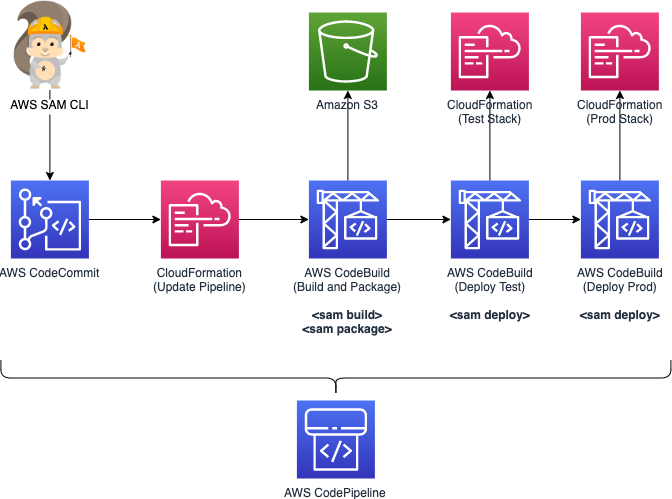 AWS SAM CLI
Amazon S3
CloudFormation
(Test Stack)
CloudFormation
(Prod Stack)
AWS CodeCommit
CloudFormation
(Update Pipeline)
AWS CodeBuild
(Build and Package)
<sam build>
<sam package>
AWS CodeBuild
(Deploy Test)
<sam deploy>
AWS CodeBuild
(Deploy Prod)
<sam deploy>
AWS CodePipeline